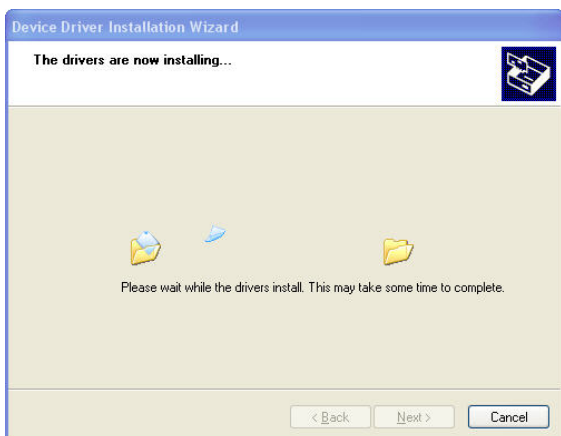 Device Driver Installation Wizard
The drivers are now installing...
Please wait while the drivers install. This may take some time to complete.
< Back Next > Cancel